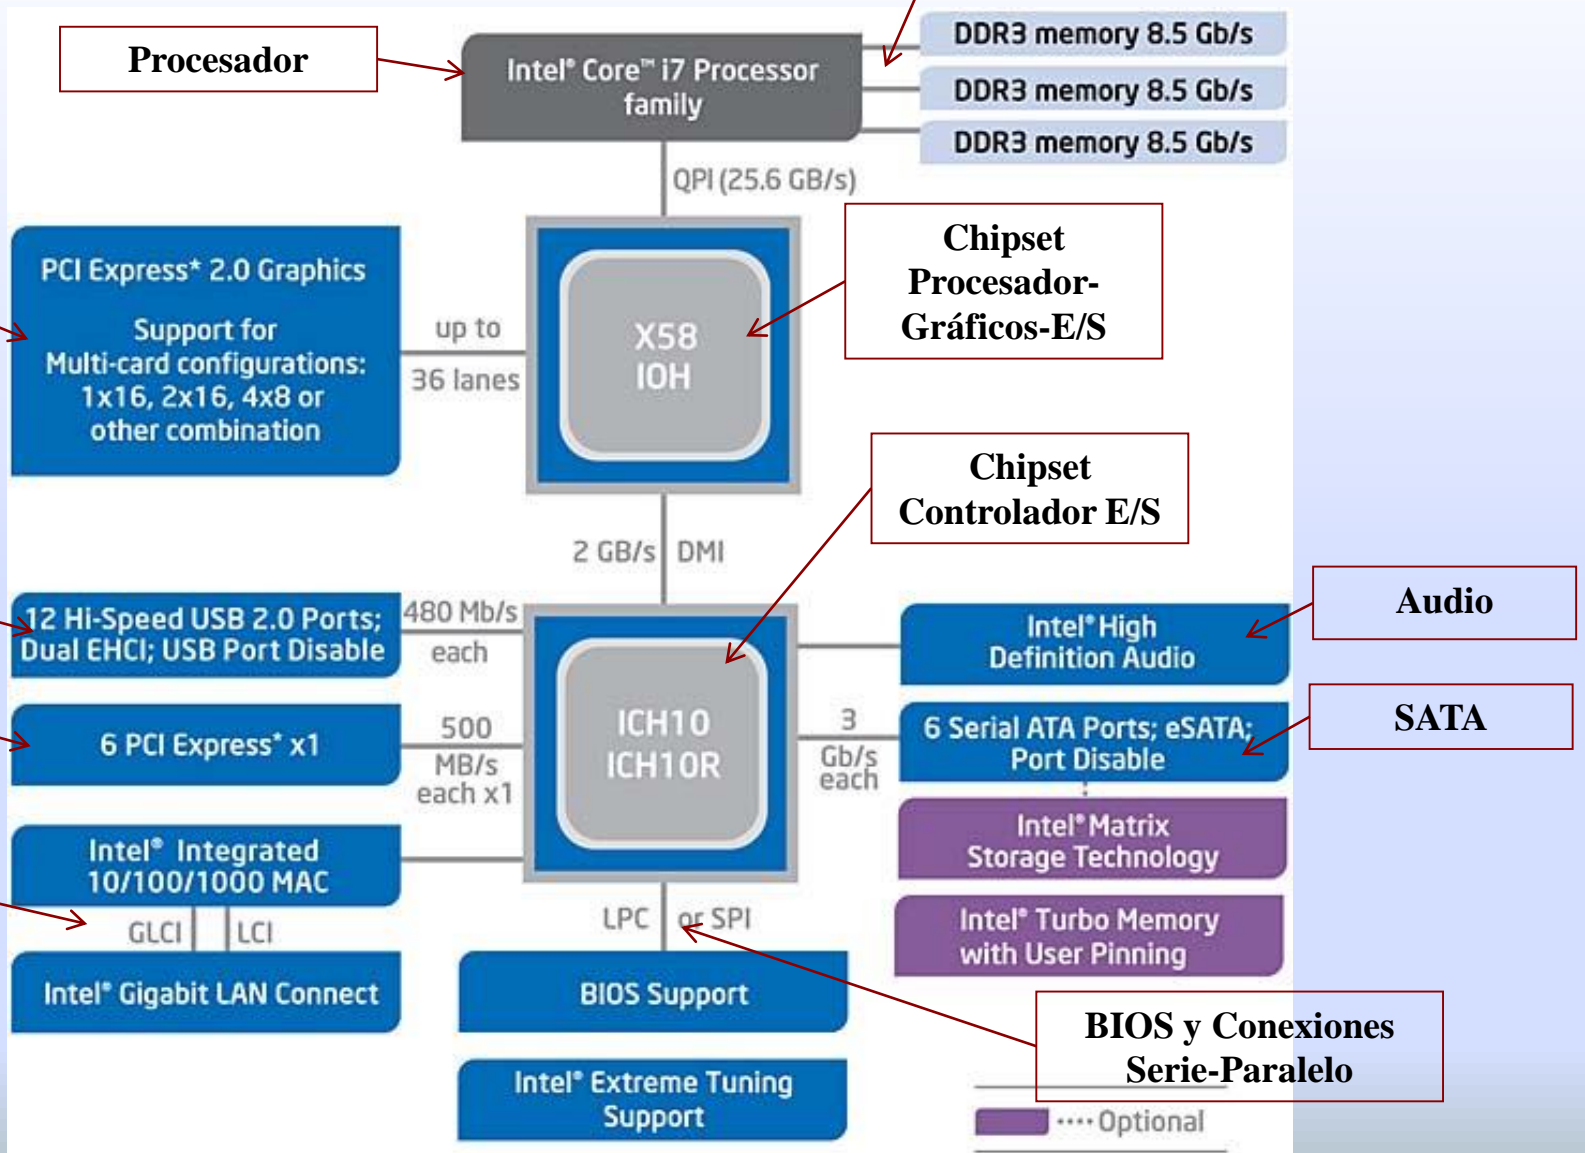 Procesador
Intel® Core™ i7 Processor
family
DDR3 memory 8.5 Gb/s
DDR3 memory 8.5 Gb/s
DDR3 memory 8.5 Gb/s
QPI (25.6 GB/s)
PCI Express* 2.0 Graphics
Support for
Multi-card configurations:
1x16, 2x16, 4x8 or
other combination
up to
36 lanes
X58
IOH
Chipset
Procesador-
Gráficos-E/S
Chipset
Controlador E/S
2 GB/s DMI
12 Hi-Speed USB 2.0 Ports;
Dual EHCI; USB Port Disable
480 Mb/s
each
6 PCI Express* x1
500
MB/s
each x1
Intel® Integrated
10/100/1000 MAC
GLCI LCI
Intel® Gigabit LAN Connect
ICH10
ICH10R
Intel® High
Definition Audio
Audio
3
Gb/s
each
6 Serial ATA Ports; eSATA;
Port Disable
SATA
Intel® Matrix
Storage Technology
Intel® Turbo Memory
with User Pinning
LPC or SPI
BIOS Support
Intel® Extreme Tuning
Support
BIOS y Conexiones
Serie-Paralelo
Optional